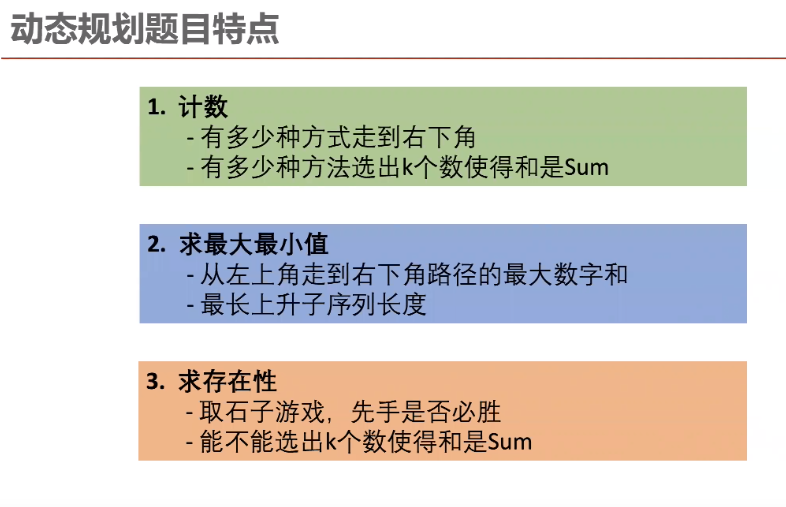 动态规划题目特点
1. 计数
- 有多少种方式走到右下角
- 有多少种方法选出k个数使得和是Sum
2. 求最大最小值
- 从左上角走到右下角路径的最大数字和
- 最长上升子序列长度
3. 求存在性
- 取石子游戏，先手是否必胜
- 能不能选出k个数使得和是Sum